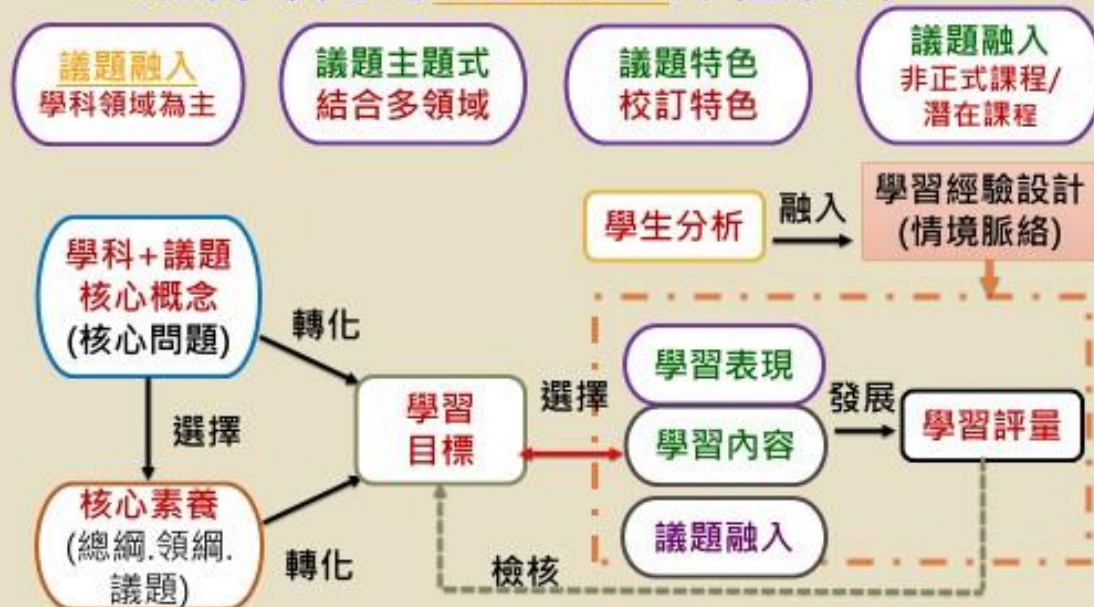 議題融入
學科領域為主
議題主題式
結合多領域
議題特色
校訂特色
議題融入
非正式課程/
潛在課程
學生分析
融入
學習經驗設計
(情境脈絡)
學科+議題
核心概念
(核心問題)
轉化
選擇
學習
目標
選擇
學習表現
學習內容
議題融入
發展
學習評量
核心素養
(總綱.領綱.
議題)
轉化
檢核